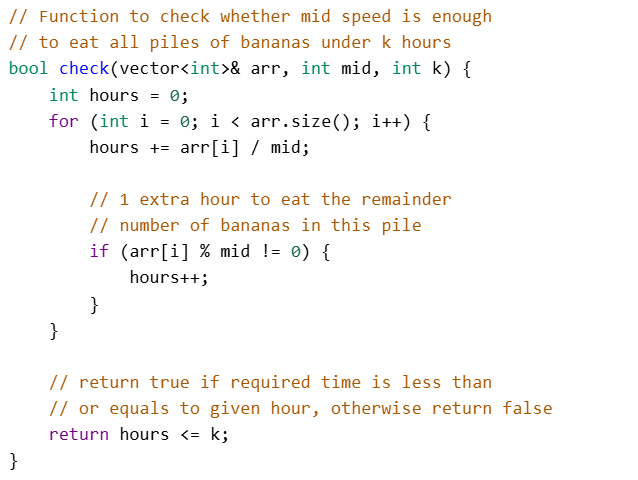 // Function to check whether mid speed is enough
// to eat all piles of bananas under k hours
bool check(vector<int>& arr, int mid, int k) {
    int hours = 0;
    for (int i = 0; i < arr.size(); i++) {
        hours += arr[i] / mid;

        // 1 extra hour to eat the remainder
        // number of bananas in this pile
        if (arr[i] % mid != 0) {
            hours++;
        }
    }

    // return true if required time is less than
    // or equals to given hour, otherwise return false
    return hours <= k;
}